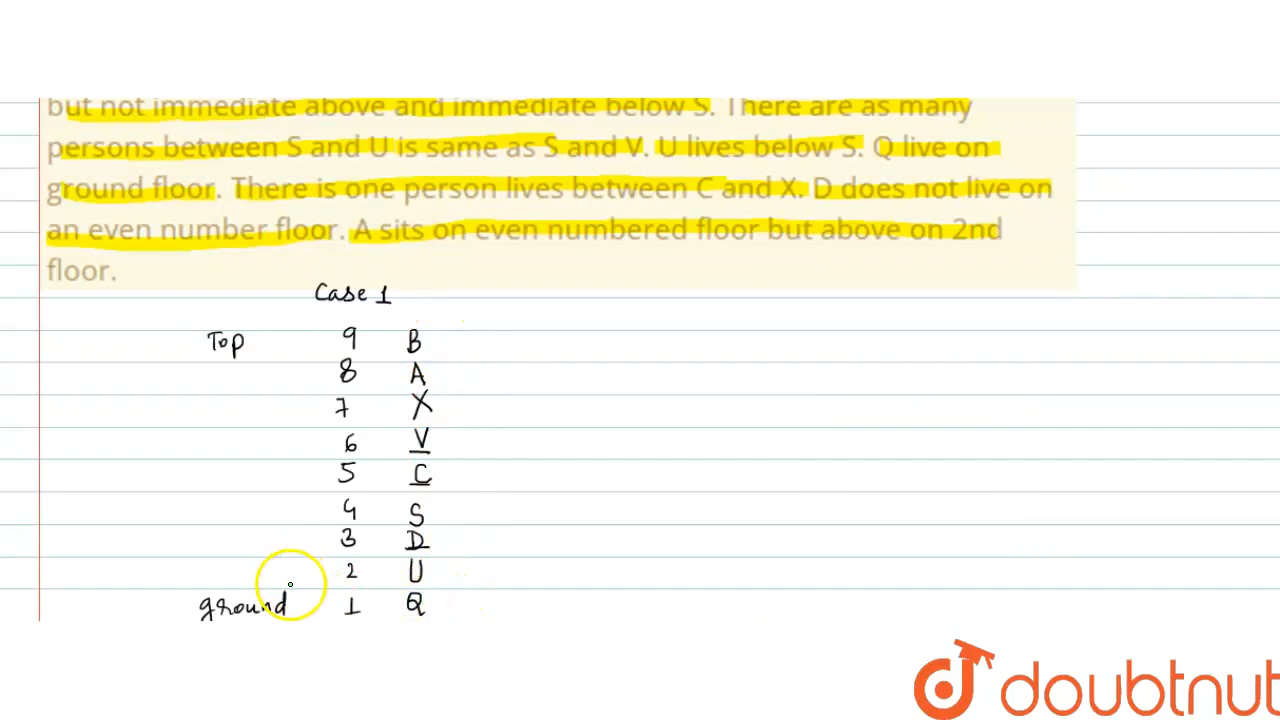 but not immediate above and immediate below S. There are as many
persons between S and U is same as S and V. U lives below S. Q live on
ground floor. There is one person lives between C and X. D does not live on
an even number floor. A sits on even numbered floor but above on 2nd
floor.
Case 1
Top 9 B
8 A
7 X
6 V
5 C
4 S
3 D
2 U
ground 1 Q
doubtnut